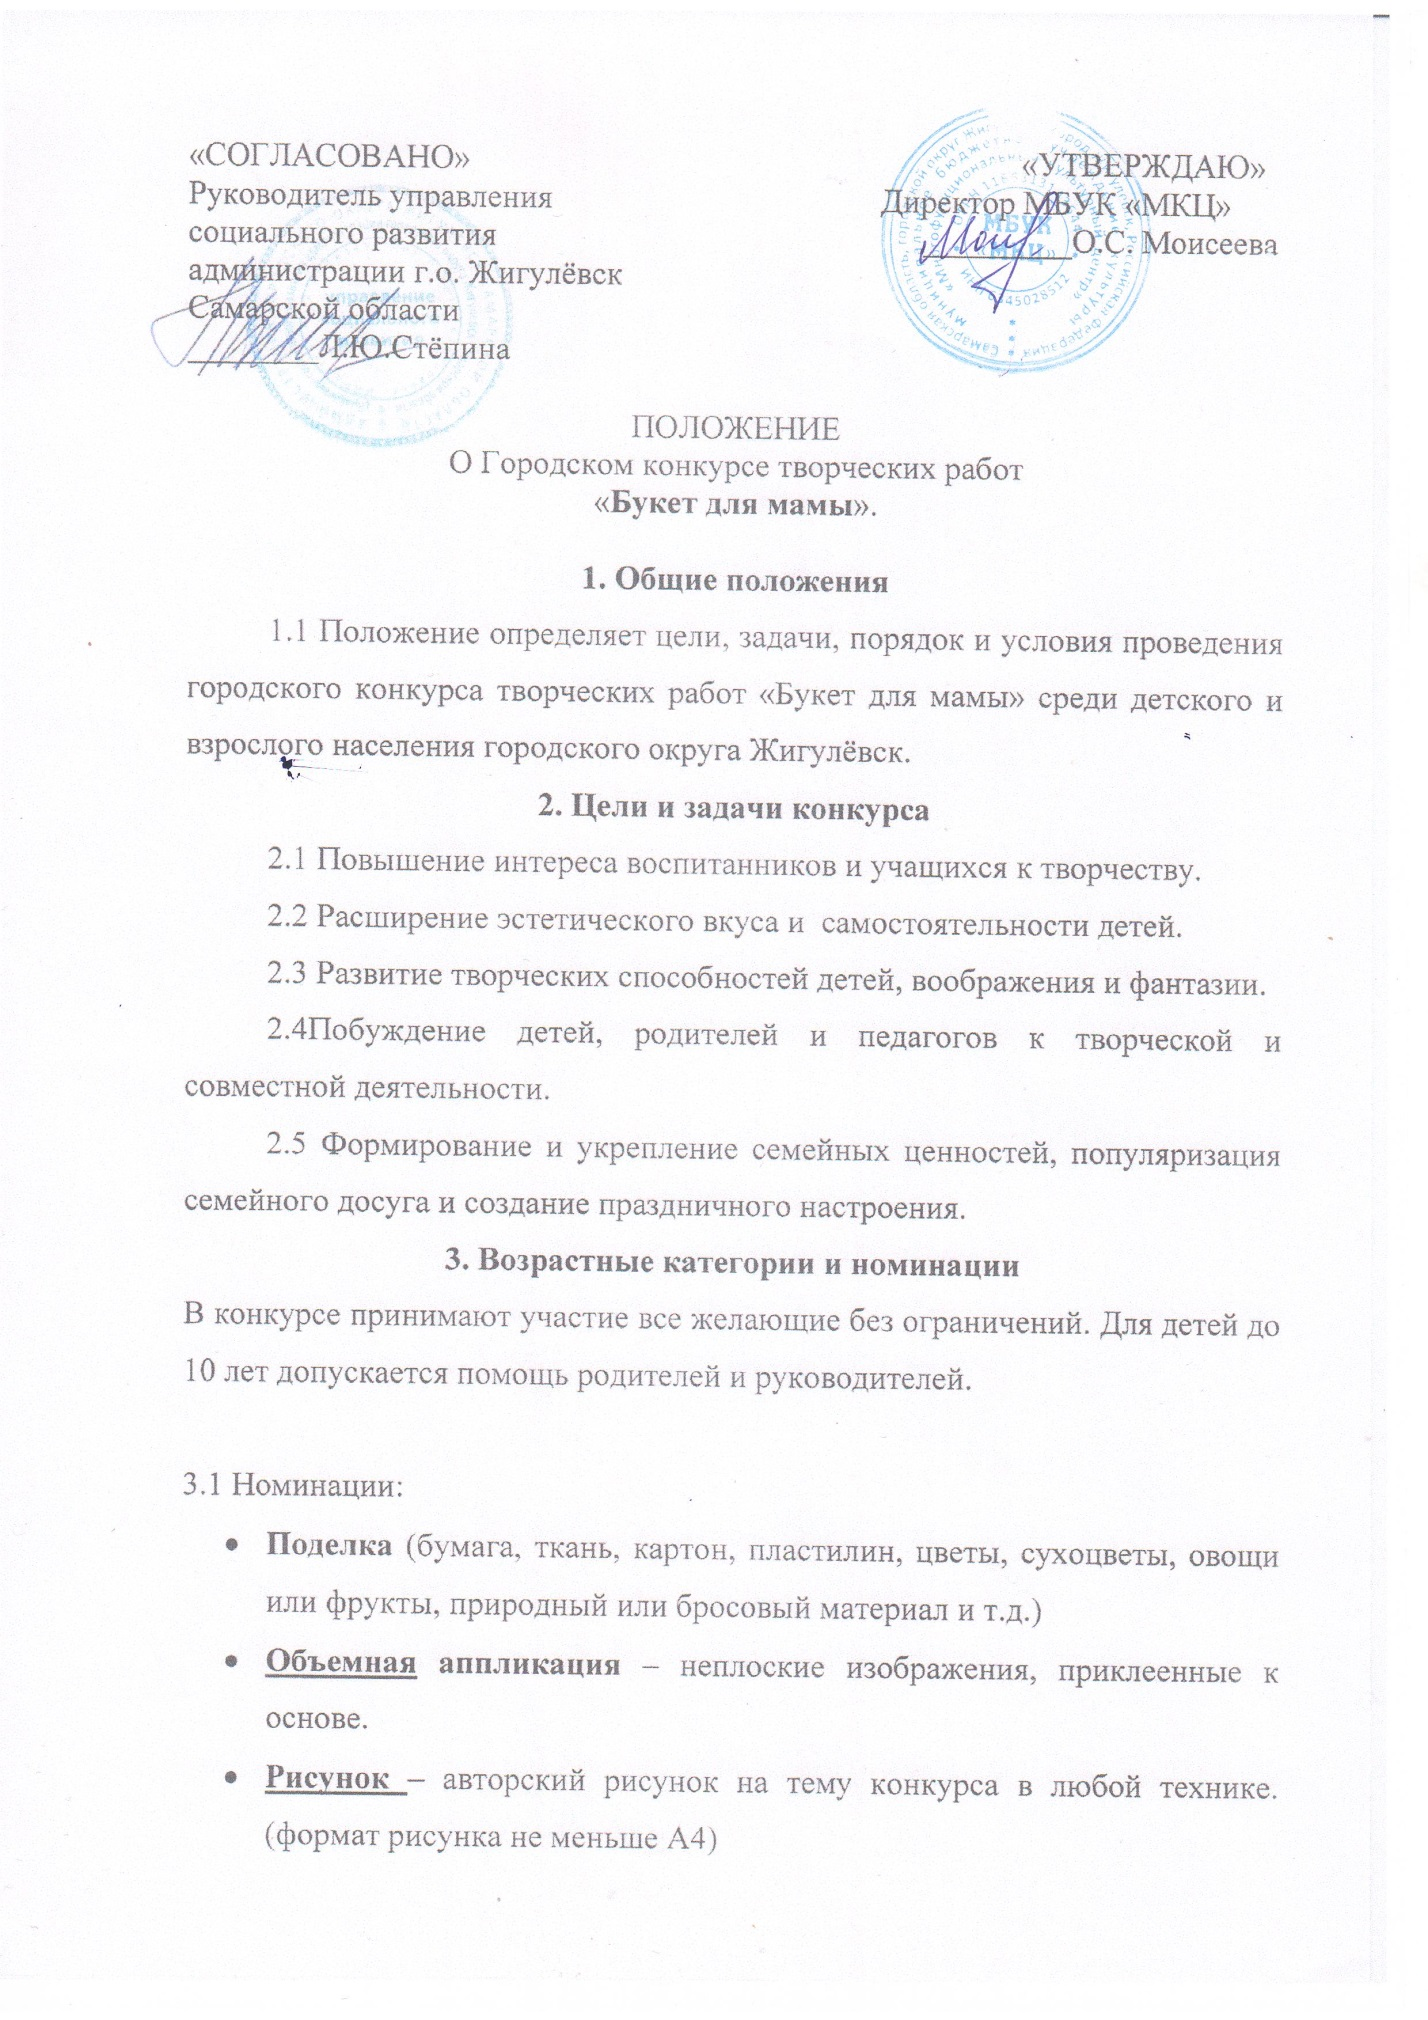 «СОГЛАСОВАНО»
Руководитель управления
социального развития
администрации г.о. Жигулёвск
Самарской области
________Л.Ю.Стёпина
«УТВЕРЖДАЮ»
Директор МБУК «МКЦ»
О.С. Моисеева
МБУК
«МКЦ»
ПОЛОЖЕНИЕ
О Городском конкурсе творческих работ
«Букет для мамы».
1. Общие положения
1.1 Положение определяет цели, задачи, порядок и условия проведения
городского конкурса творческих работ «Букет для мамы» среди детского и
взрослого населения городского округа Жигулёвск.
2. Цели и задачи конкурса
2.1 Повышение интереса воспитанников и учащихся к творчеству.
2.2 Расширение эстетического вкуса и самостоятельности детей.
2.3 Развитие творческих способностей детей, воображения и фантазии.
2.4Побуждение детей, родителей и педагогов к творческой и
совместной деятельности.
2.5 Формирование и укрепление семейных ценностей, популяризация
семейного досуга и создание праздничного настроения.
3. Возрастные категории и номинации
В конкурсе принимают участие все желающие без ограничений. Для детей до
10 лет допускается помощь родителей и руководителей.
3.1 Номинации:
• Поделка (бумага, ткань, картон, пластилин, цветы, сухоцветы, овощи
или фрукты, природный или бросовый материал и т.д.)
• Объемная аппликация – неплоские изображения, приклеенные к
основе.
• Рисунок – авторский рисунок на тему конкурса в любой технике.
(формат рисунка не меньше А4)